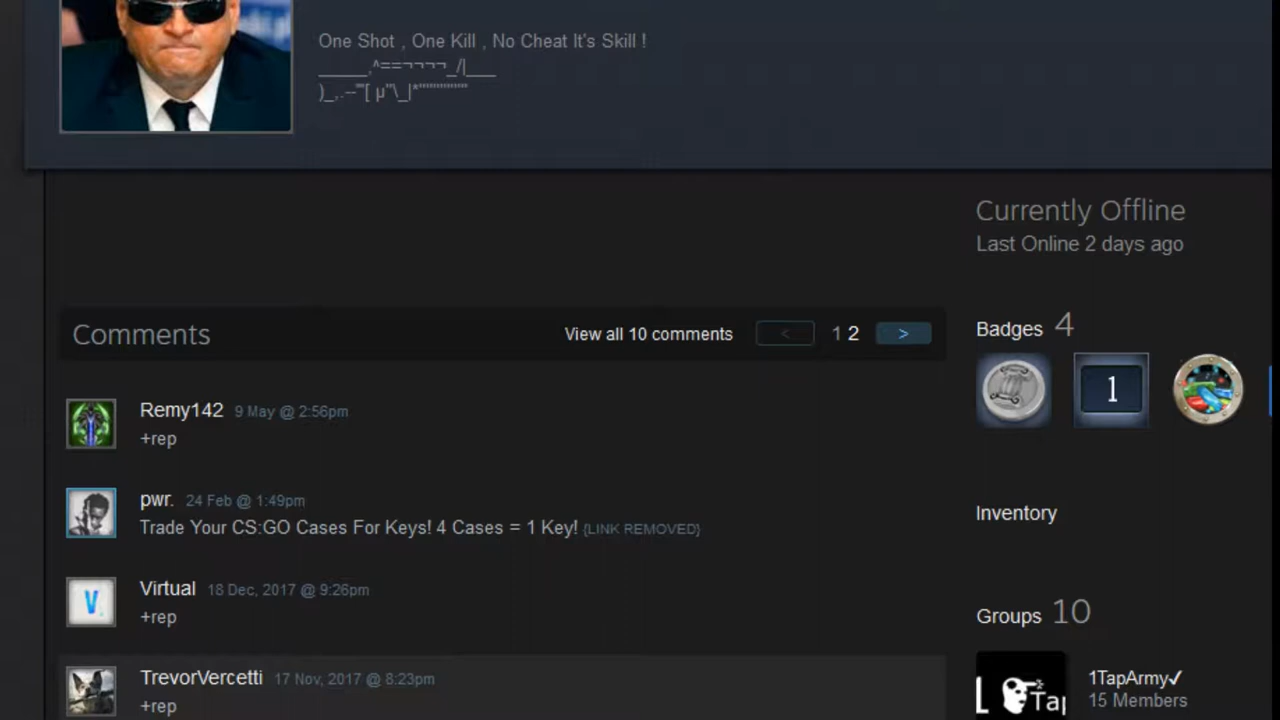 One Shot , One Kill , No Cheat It's Skill !
_____,^==¬¬¬¬_/|___
)_,.--'"[ µ"\_|*"""""""
Currently Offline
Last Online 2 days ago
Comments
View all 10 comments
<
1 2
>
Badges 4
1
Remy142 9 May @ 2:56pm
+rep
pwr. 24 Feb @ 1:49pm
Trade Your CS:GO Cases For Keys! 4 Cases = 1 Key! {LINK REMOVED}
Inventory
Virtual 18 Dec, 2017 @ 9:26pm
V.
+rep
Groups 10
TrevorVercetti 17 Nov, 2017 @ 8:23pm
+rep
1TapArmy✓
15 Members